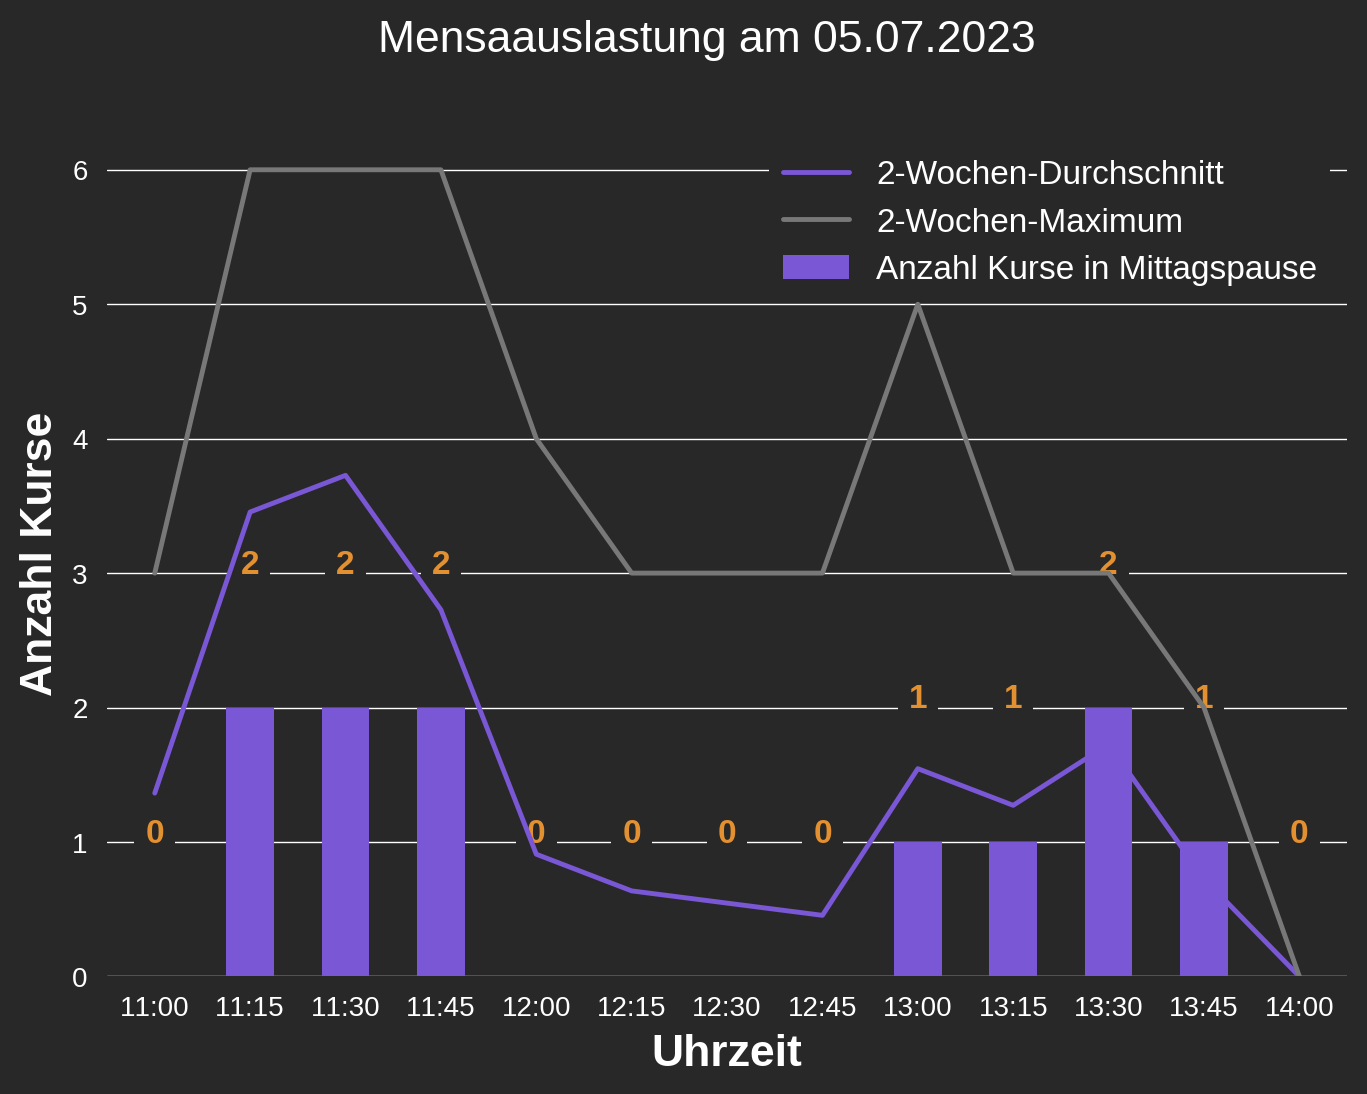 Mensaauslastung am 05.07.2023
2-Wochen-Durchschnitt
2-Wochen-Maximum
Anzahl Kurse in Mittagspause
Anzahl Kurse
6
5
4
3
2
1
0
0
2
2
2
0
0
0
0
1
1
2
1
0
11:00 11:15 11:30 11:45 12:00 12:15 12:30 12:45 13:00 13:15 13:30 13:45 14:00
Uhrzeit